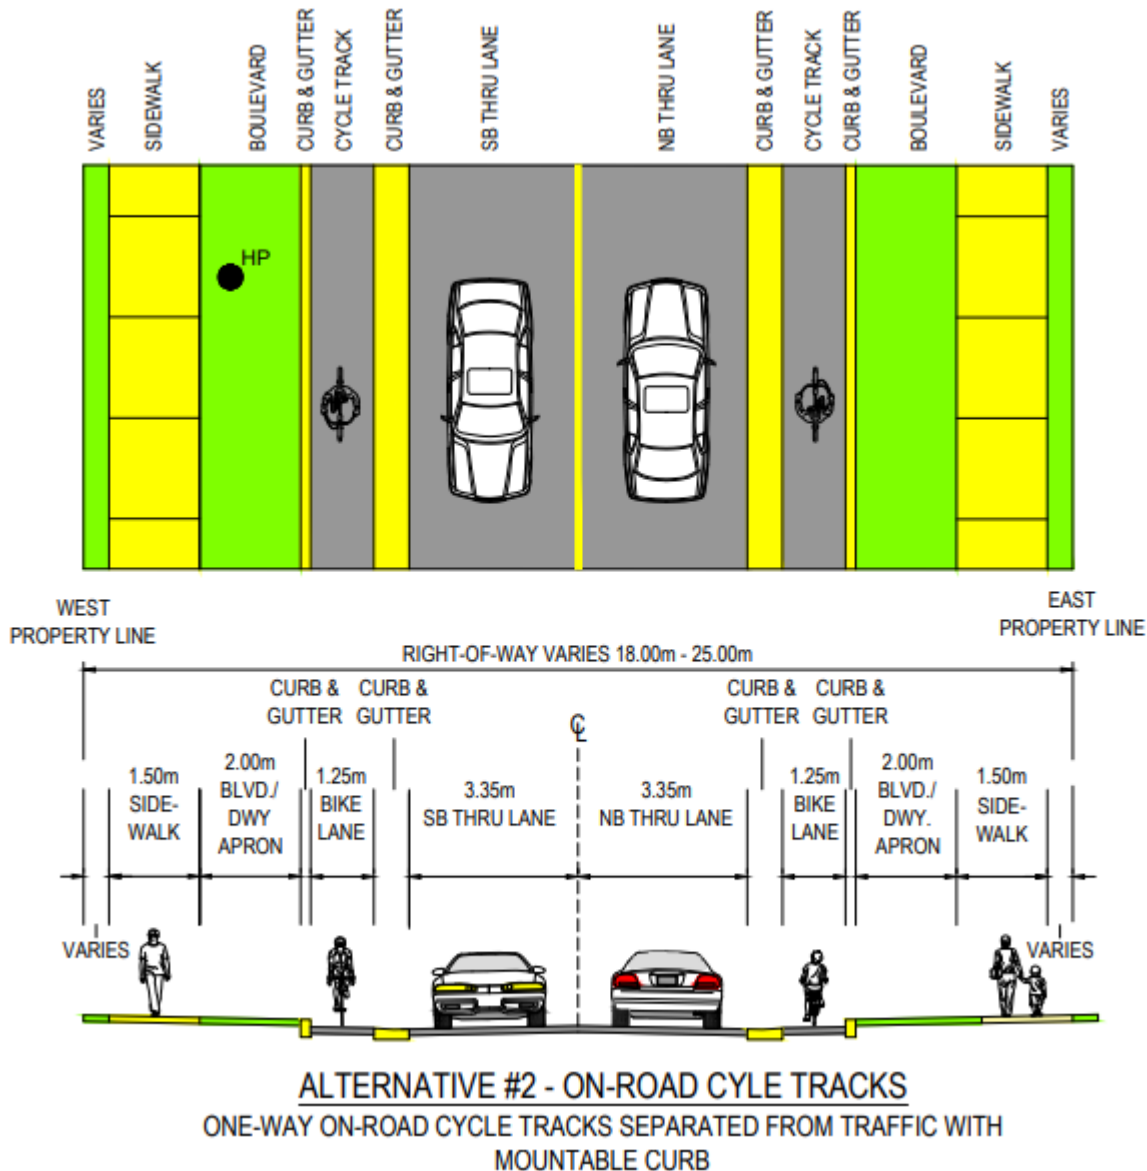 VARIES
SIDEWALK
BOULEVARD
CURB & GUTTER
CYCLE TRACK
CURB & GUTTER
SB THRU LANE
NB THRU LANE
CURB & GUTTER
CYCLE TRACK
CURB & GUTTER
BOULEVARD
SIDEWALK
VARIES
HP
WEST
PROPERTY LINE
EAST
PROPERTY LINE
RIGHT-OF-WAY VARIES 18.00m - 25.00m
CURB &
GUTTER
CURB &
GUTTER
CURB &
GUTTER
CURB &
GUTTER
CL
1.50m
SIDE-
WALK
2.00m
BLVD./
DWY
APRON
1.25m
BIKE
LANE
3.35m
SB THRU LANE
3.35m
NB THRU LANE
1.25m
BIKE
LANE
2.00m
BLVD./
DWY.
APRON
1.50m
SIDE-
WALK
VARIES
VARIES
ALTERNATIVE #2 - ON-ROAD CYLE TRACKS
ONE-WAY ON-ROAD CYCLE TRACKS SEPARATED FROM TRAFFIC WITH
MOUNTABLE CURB